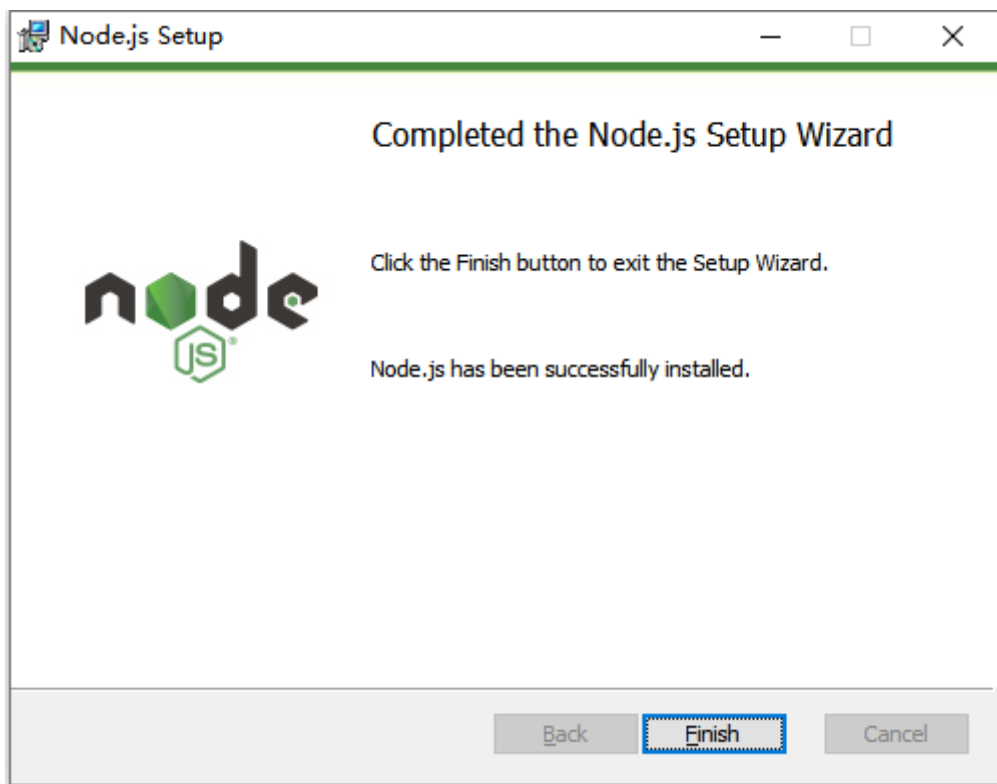 Node.js Setup
Completed the Node.js Setup Wizard
Click the Finish button to exit the Setup Wizard.
node
JS®
Node.js has been successfully installed.
Back
Finish
Cancel